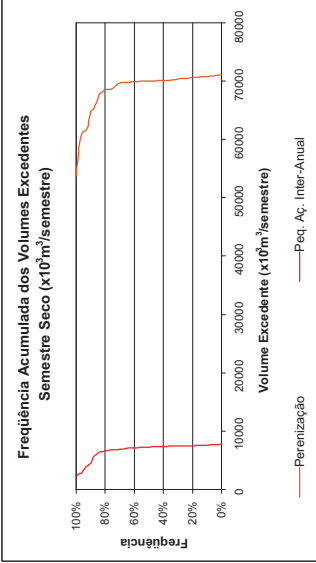 Freqüência Acumulada dos Volumes Excedentes
Semestre Seco (x10³m³/semestre)
Freqüência
100%
80%
60%
40%
20%
0%
0
10000
20000
30000
40000
50000
60000
70000
80000
Volume Excedente (x10³m³/semestre)
Perenização
Peq. Aç. Inter-Anual